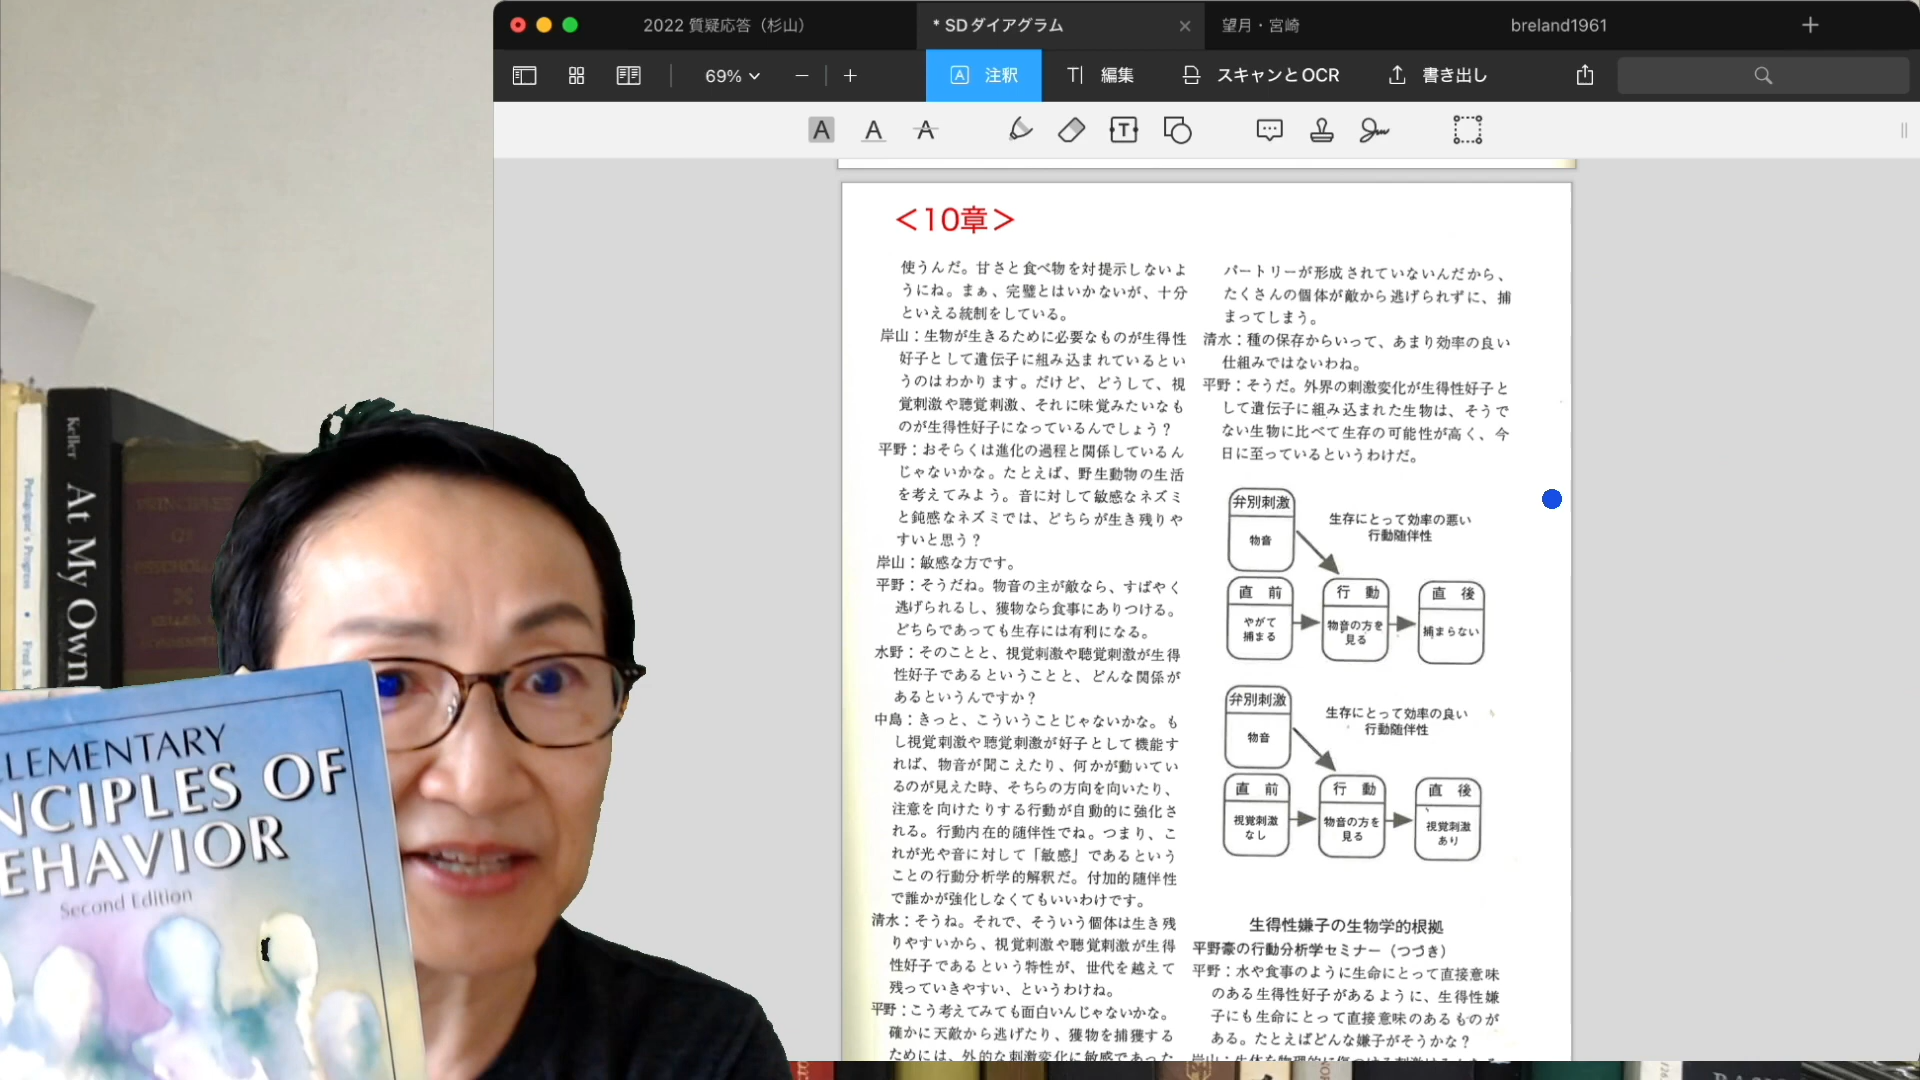 2022 質疑応答（杉山）
* SDダイアグラム
望月・宮崎
breland1961
69%
注釈
編集
スキャンとOCR
書き出し
＜10章＞
使うんだ。甘さと食べ物を対提示しないよ
うにね。まぁ、完璧とはいかないが、十分
といえる統制をしている。
岸山：生物が生きるために必要なものが生得性
好子として遺伝子に組み込まれているとい
うのはわかります。だけど、どうして、視
覚刺激や聴覚刺激、それに味覚みたいなも
のが生得性好子になっているんでしょう？
平野：おそらくは進化の過程と関係しているん
じゃないかな。たとえば、野生動物の生活
を考えてみよう。音に対して敏感なネズミ
と鈍感なネズミでは、どちらが生き残りや
すいと思う？
岸山：敏感な方です。
平野：そうだね。物音の主が敵なら、すばやく
逃げられるし、獲物なら食事にありつける。
どちらであっても生存には有利になる。
水野：そのことと、視覚刺激や聴覚刺激が生得
性好子であるということと、どんな関係が
あるというんですか？
中島：きっと、こういうことじゃないかな。も
し視覚刺激や聴覚刺激が好子として機能す
れば、物音が聞こえたり、何かが動いてい
るのが見えた時、そちらの方向を向いたり、
注意を向けたりする行動が自動的に強化さ
れる。行動内在的随伴性でね。つまり、こ
れが光や音に対して「敏感」であるという
ことの行動分析学的解釈だ。付加的随伴性
で誰かが強化しなくてもいいわけです。
清水：そうね。それで、そういう個体は生き残
りやすいから、視覚刺激や聴覚刺激が生得
性好子であるという特性が、世代を越えて
残っていきやすい、というわけね。
平野：こう考えてみても面白いんじゃないかな。
確かに天敵から逃げたり、獲物を捕獲する
ためには、外的な刺激変化に敏感であった
パートリーが形成されていないんだから、
たくさんの個体が敵から逃げられずに、捕
まってしまう。
清水：種の保存からいって、あまり効率の良い
仕組みではないわね。
平野：そうだ。外界の刺激変化が生得性好子と
して遺伝子に組み込まれた生物は、そうで
ない生物に比べて生存の可能性が高く、今
日に至っているというわけだ。
弁別刺激
物音
生存にとって効率の悪い
行動随伴性
直 前
やがて
捕まる
行 動
物音の方を
見る
直 後
捕まらない
弁別刺激
物音
生存にとって効率の良い
行動随伴性
直 前
視覚刺激
なし
行 動
物音の方を
見る
直 後
視覚刺激
あり
生得性嫌子の生物学的根拠
平野豪の行動分析学セミナー（つづき）
平野：水や食事のように生命にとって直接意味
のある生得性好子があるように、生得性嫌
子にも生命にとって直接意味のあるものが
ある。たとえばどんな嫌子がそうかな？
Keller
At My Own
Pedagogue's Progress
Fred S.
PRINCIPLES
OF
LEMENTARY
NCIPLES OF
EHAVIOR
Second Edition